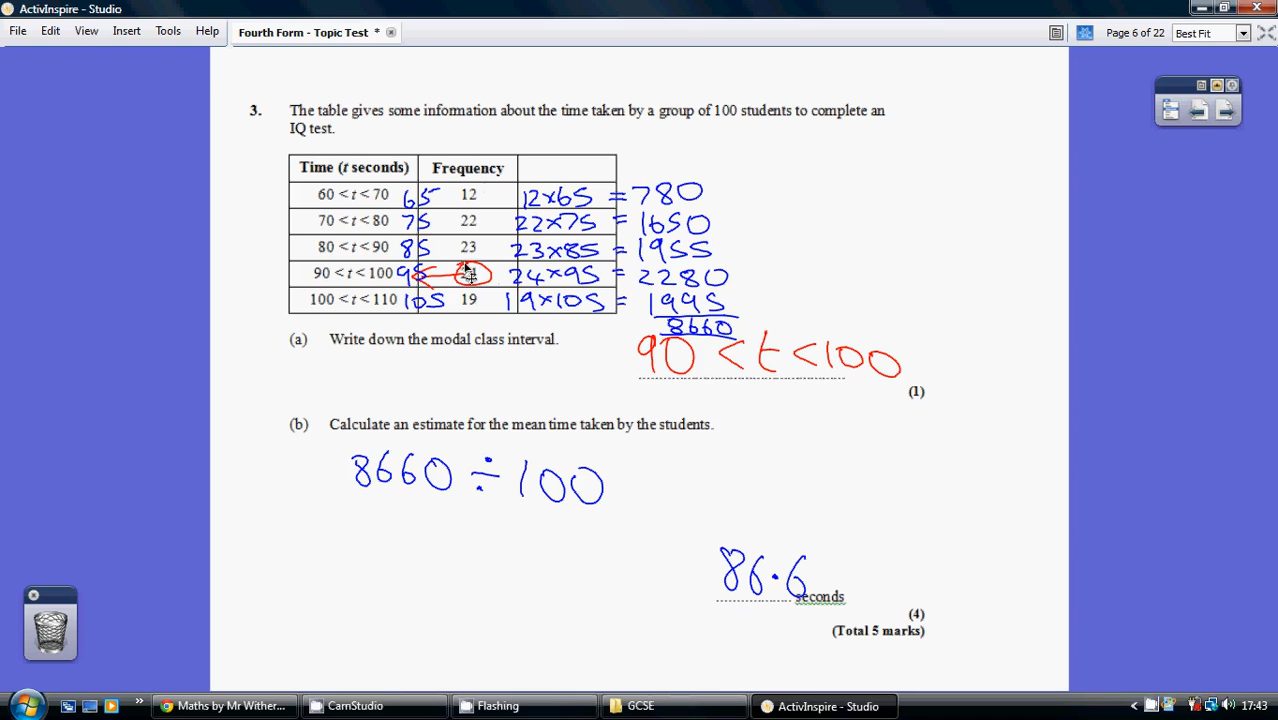 ActivInspire - Studio
File Edit View Insert Tools Help Fourth Form - Topic Test * Page 6 of 22 Best Fit
3. The table gives some information about the time taken by a group of 100 students to complete an
IQ test.
Time (t seconds) Frequency
60 < t < 70 65 12 12×65 = 780
70 < t < 80 75 22 22×75 = 1650
80 < t < 90 85 23 23×85 = 1955
90 < t < 100 95 24×95 = 2280
100 < t < 110 105 19 19×105 = 1995
8660
(a) Write down the modal class interval.
90 < t < 100
(1)
(b) Calculate an estimate for the mean time taken by the students.
8660 ÷ 100
86.6
seconds
(4)
(Total 5 marks)
Maths by Mr Wither... CamStudio Flashing GCSE ActivInspire - Studio 17:43